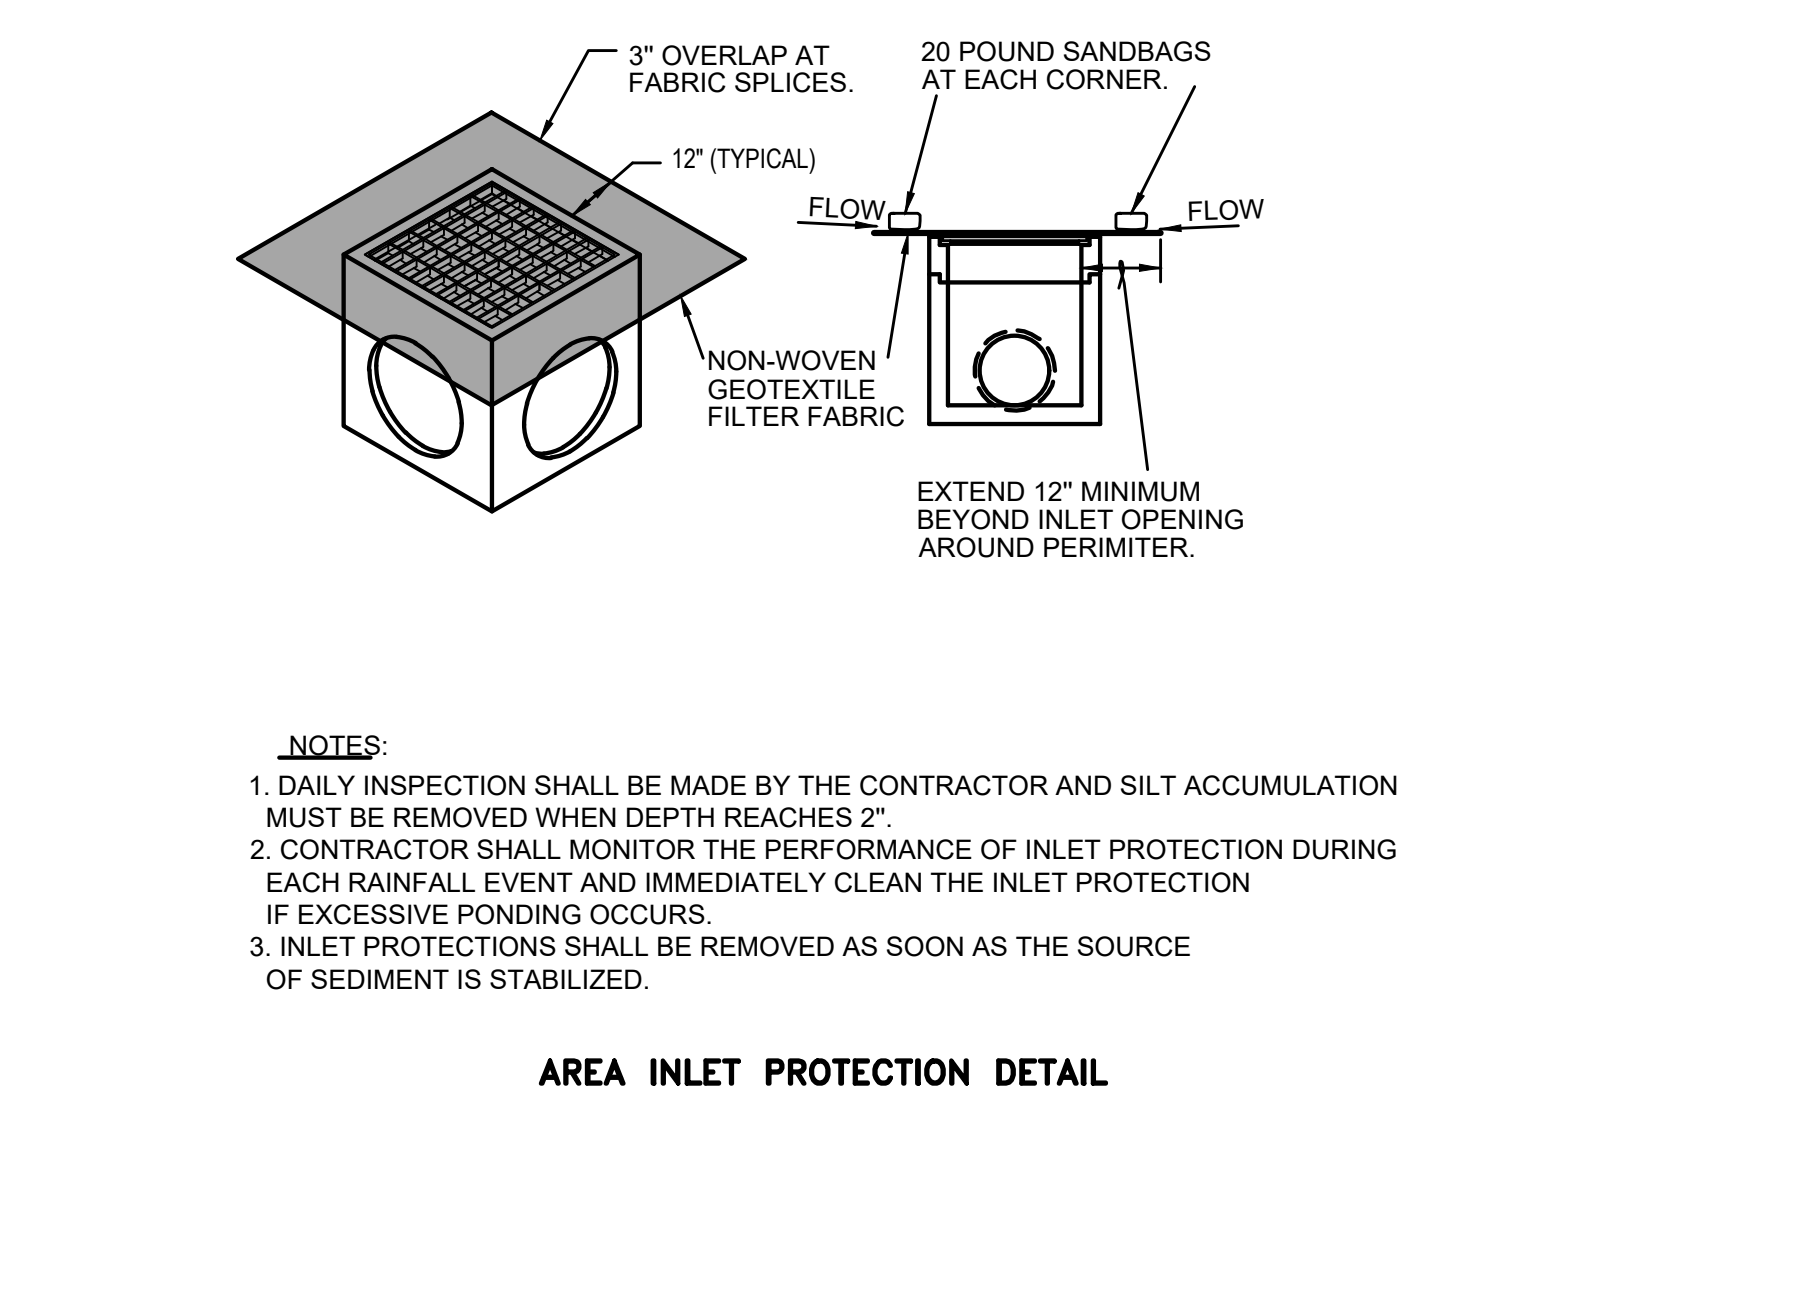 3" OVERLAP AT
FABRIC SPLICES.
12" (TYPICAL)
20 POUND SANDBAGS
AT EACH CORNER.
FLOW
FLOW
NON-WOVEN
GEOTEXTILE
FILTER FABRIC
EXTEND 12" MINIMUM
BEYOND INLET OPENING
AROUND PERIMITER.
NOTES:
1. DAILY INSPECTION SHALL BE MADE BY THE CONTRACTOR AND SILT ACCUMULATION
MUST BE REMOVED WHEN DEPTH REACHES 2".
2. CONTRACTOR SHALL MONITOR THE PERFORMANCE OF INLET PROTECTION DURING
EACH RAINFALL EVENT AND IMMEDIATELY CLEAN THE INLET PROTECTION
IF EXCESSIVE PONDING OCCURS.
3. INLET PROTECTIONS SHALL BE REMOVED AS SOON AS THE SOURCE
OF SEDIMENT IS STABILIZED.
AREA INLET PROTECTION DETAIL